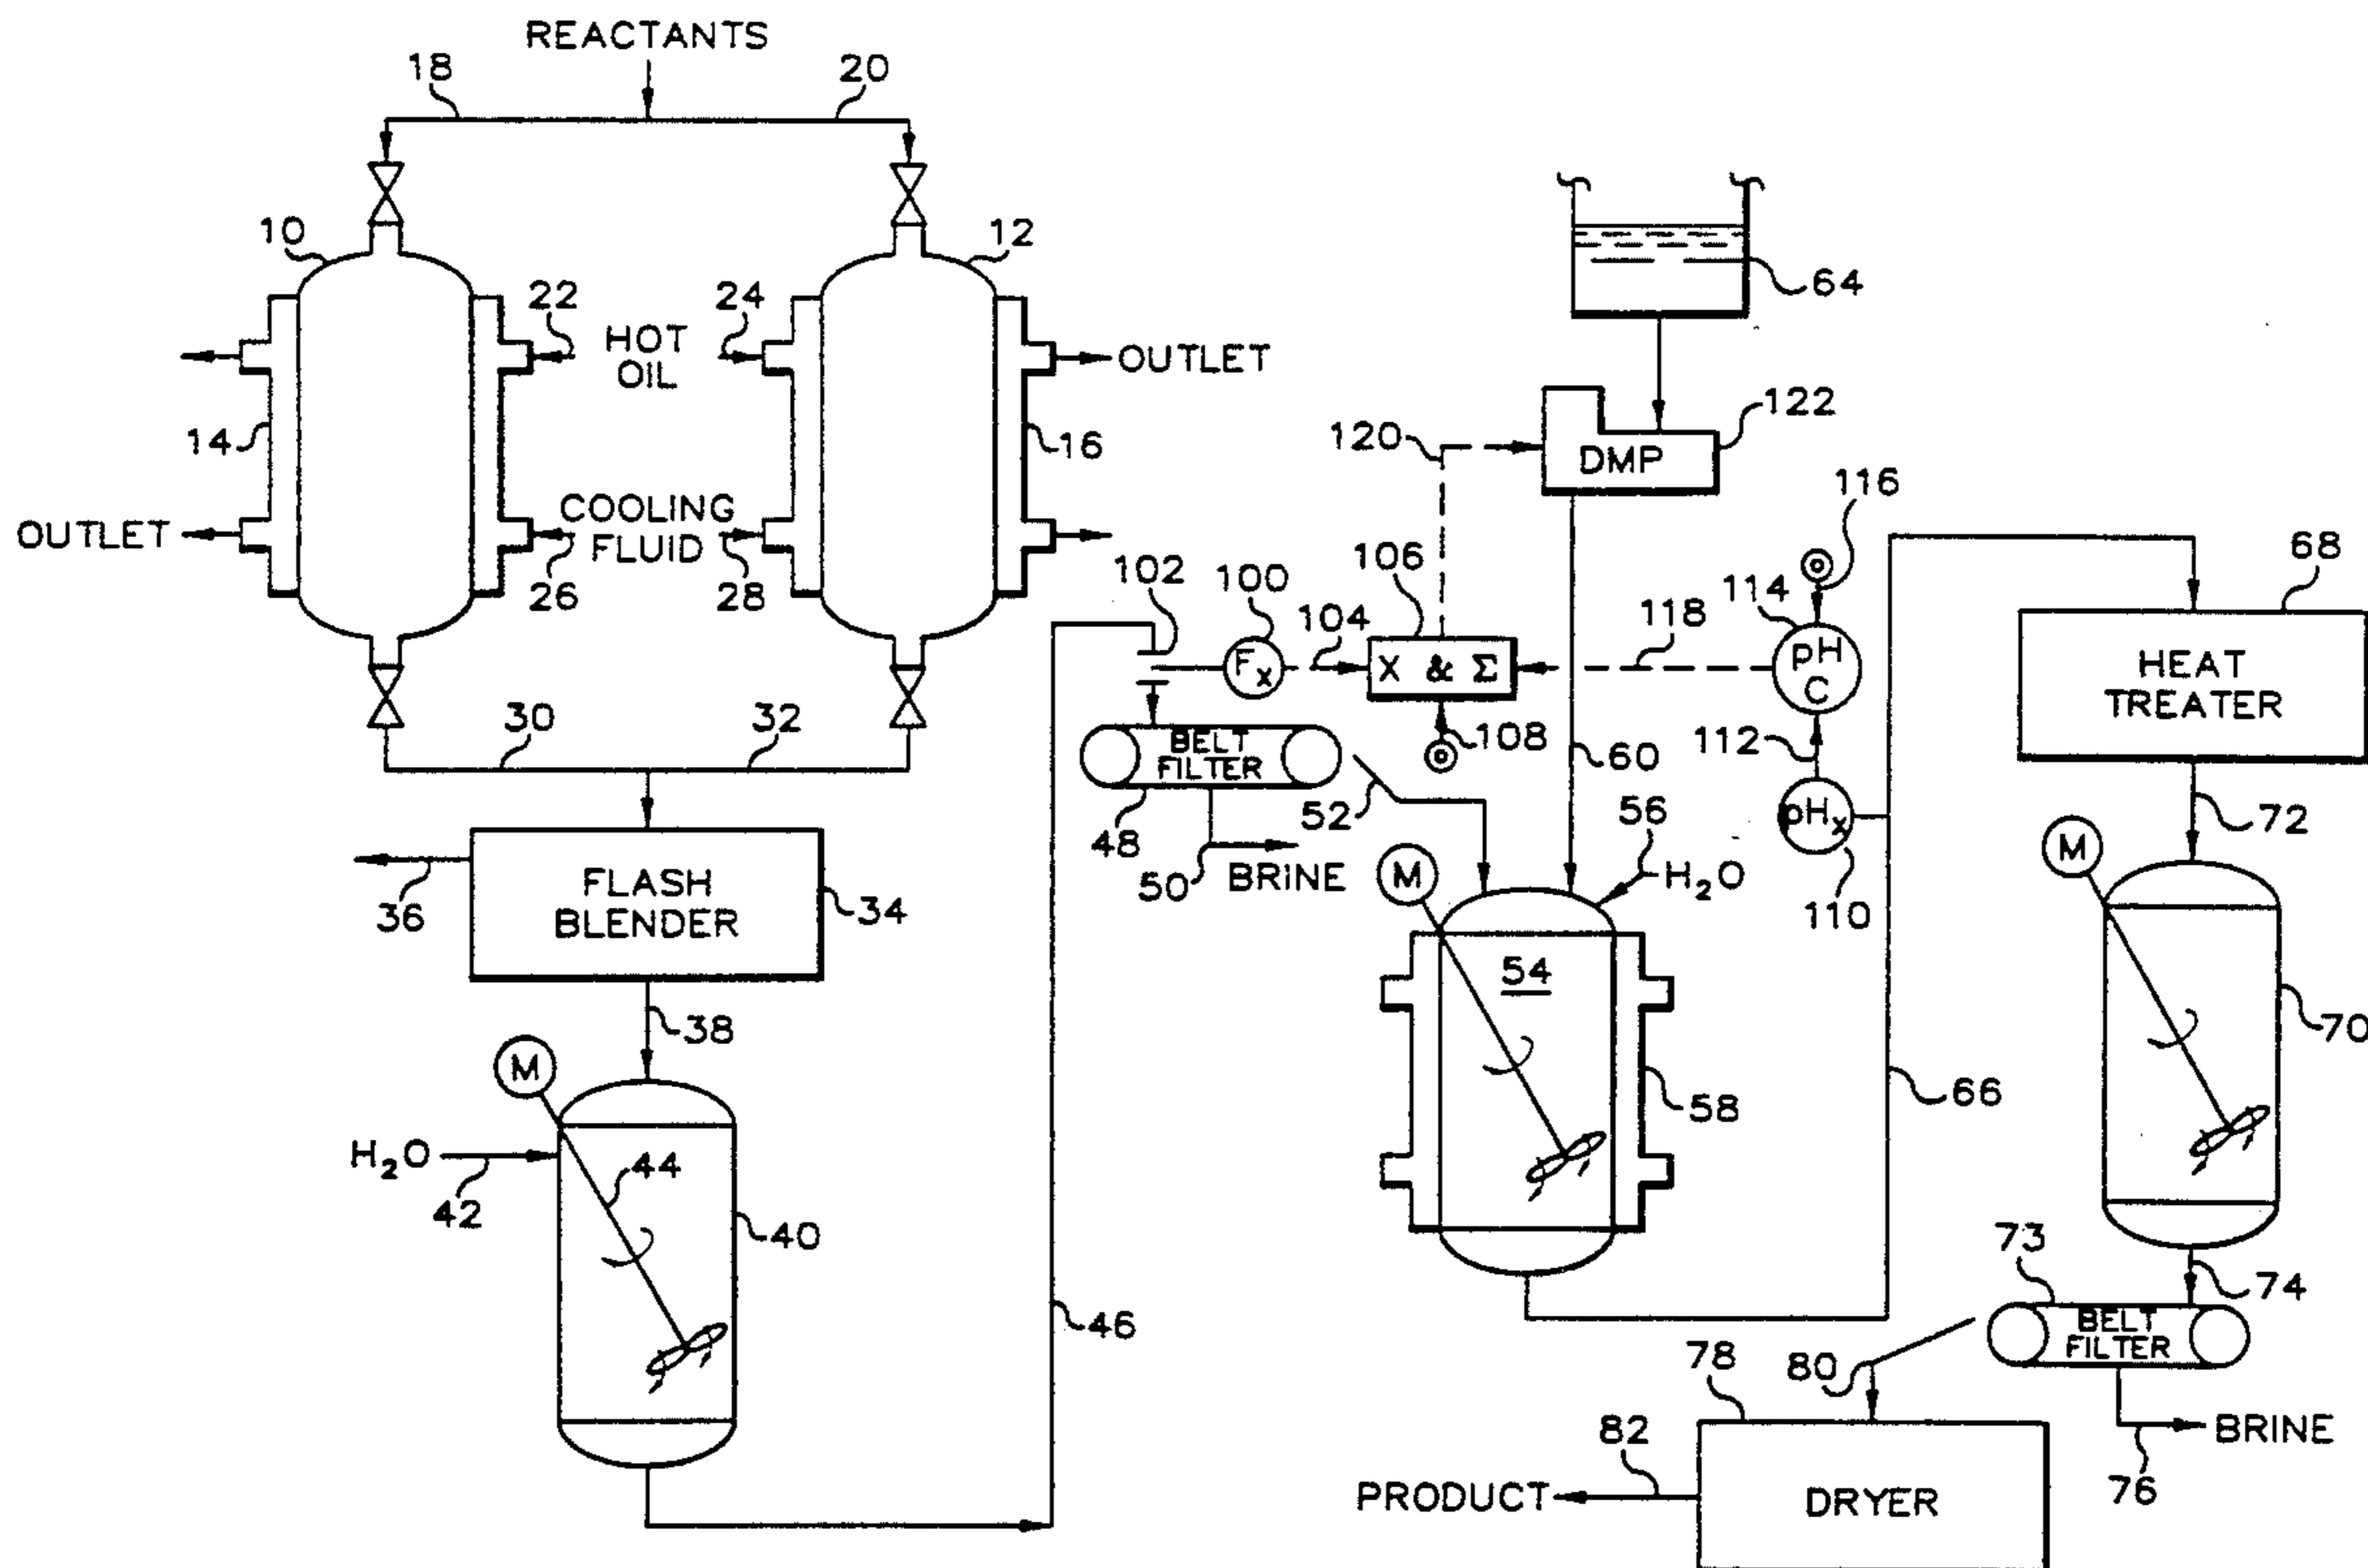 REACTANTS
18
20
10
12
22
24
HOT
OIL
OUTLET
14
16
COOLING
FLUID
OUTLET
26
28
30
32
FLASH
BLENDER
34
36
38
M
H₂O
42
44
40
46
102
100
Fx
104
106
X & Σ
108
BELT
FILTER
48
50
BRINE
52
64
DMP
122
120
60
118
116
114
pH
C
112
pHx
110
56
H₂O
M
54
58
66
68
HEAT
TREATER
72
M
70
73
74
BELT
FILTER
76
BRINE
80
78
DRYER
82
PRODUCT